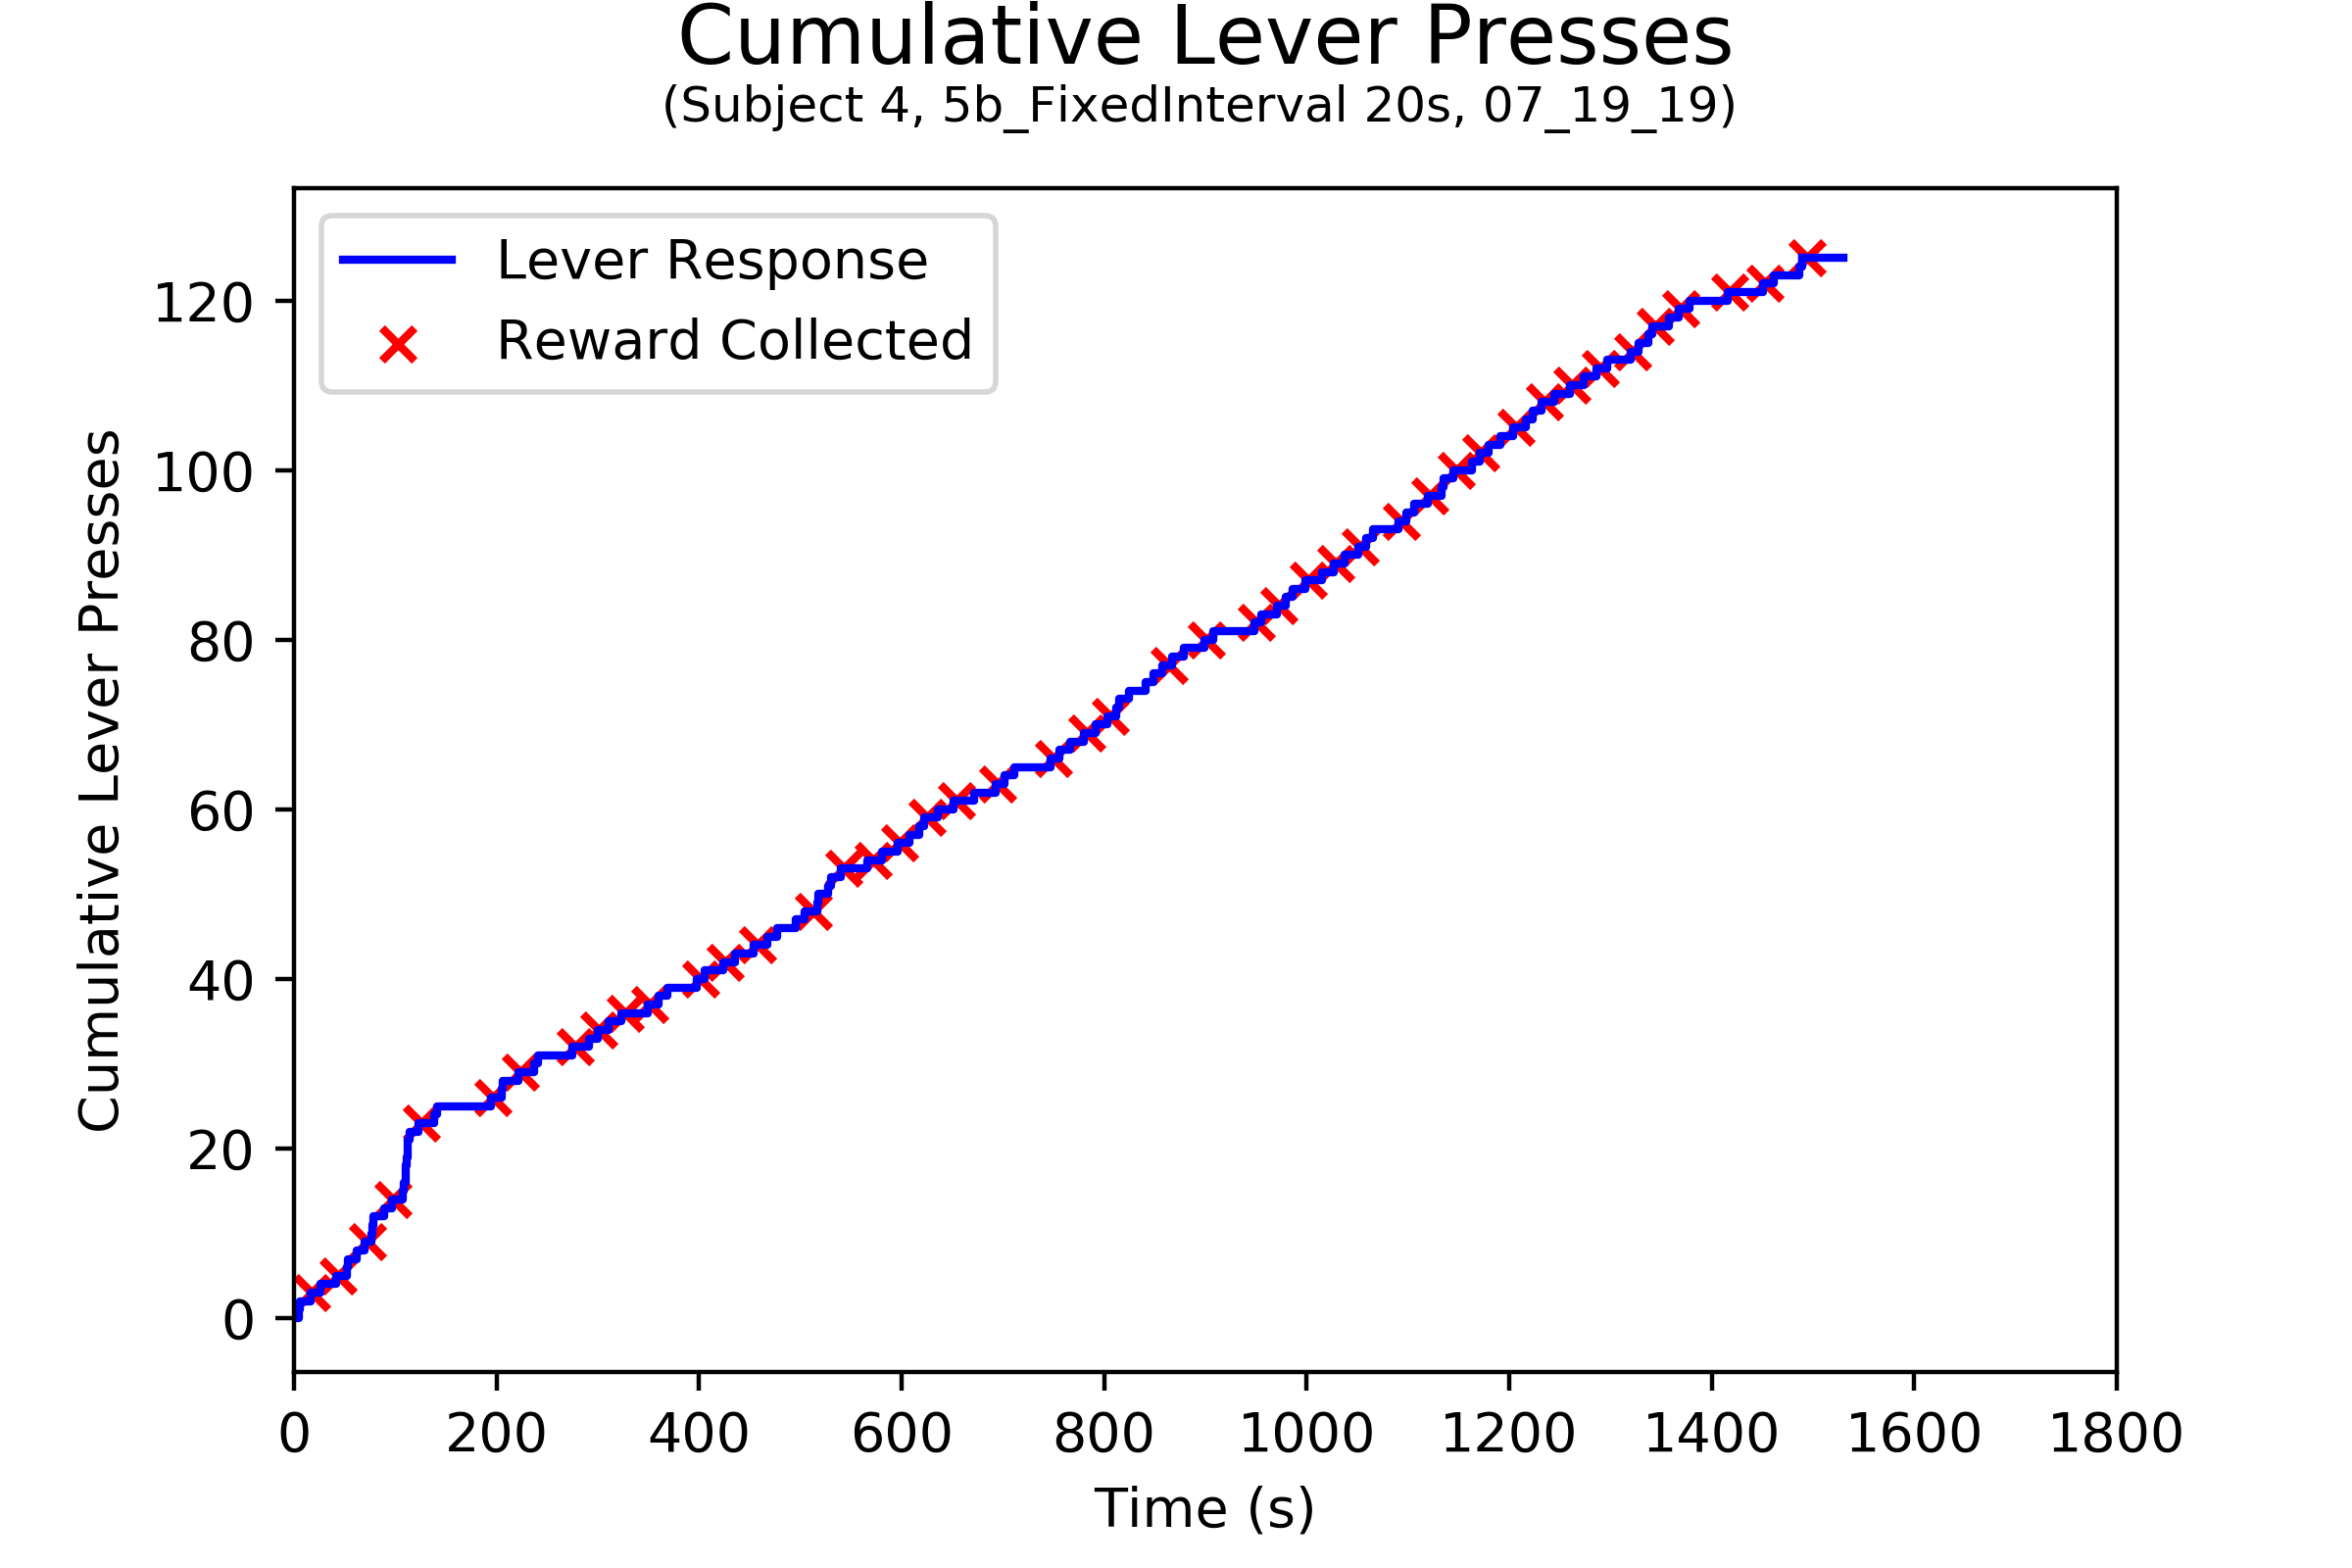 Cumulative Lever Presses
(Subject 4, 5b_FixedInterval 20s, 07_19_19)
Lever Response
Reward Collected
Cumulative Lever Presses
120
100
80
60
40
20
0
0 200 400 600 800 1000 1200 1400 1600 1800
Time (s)